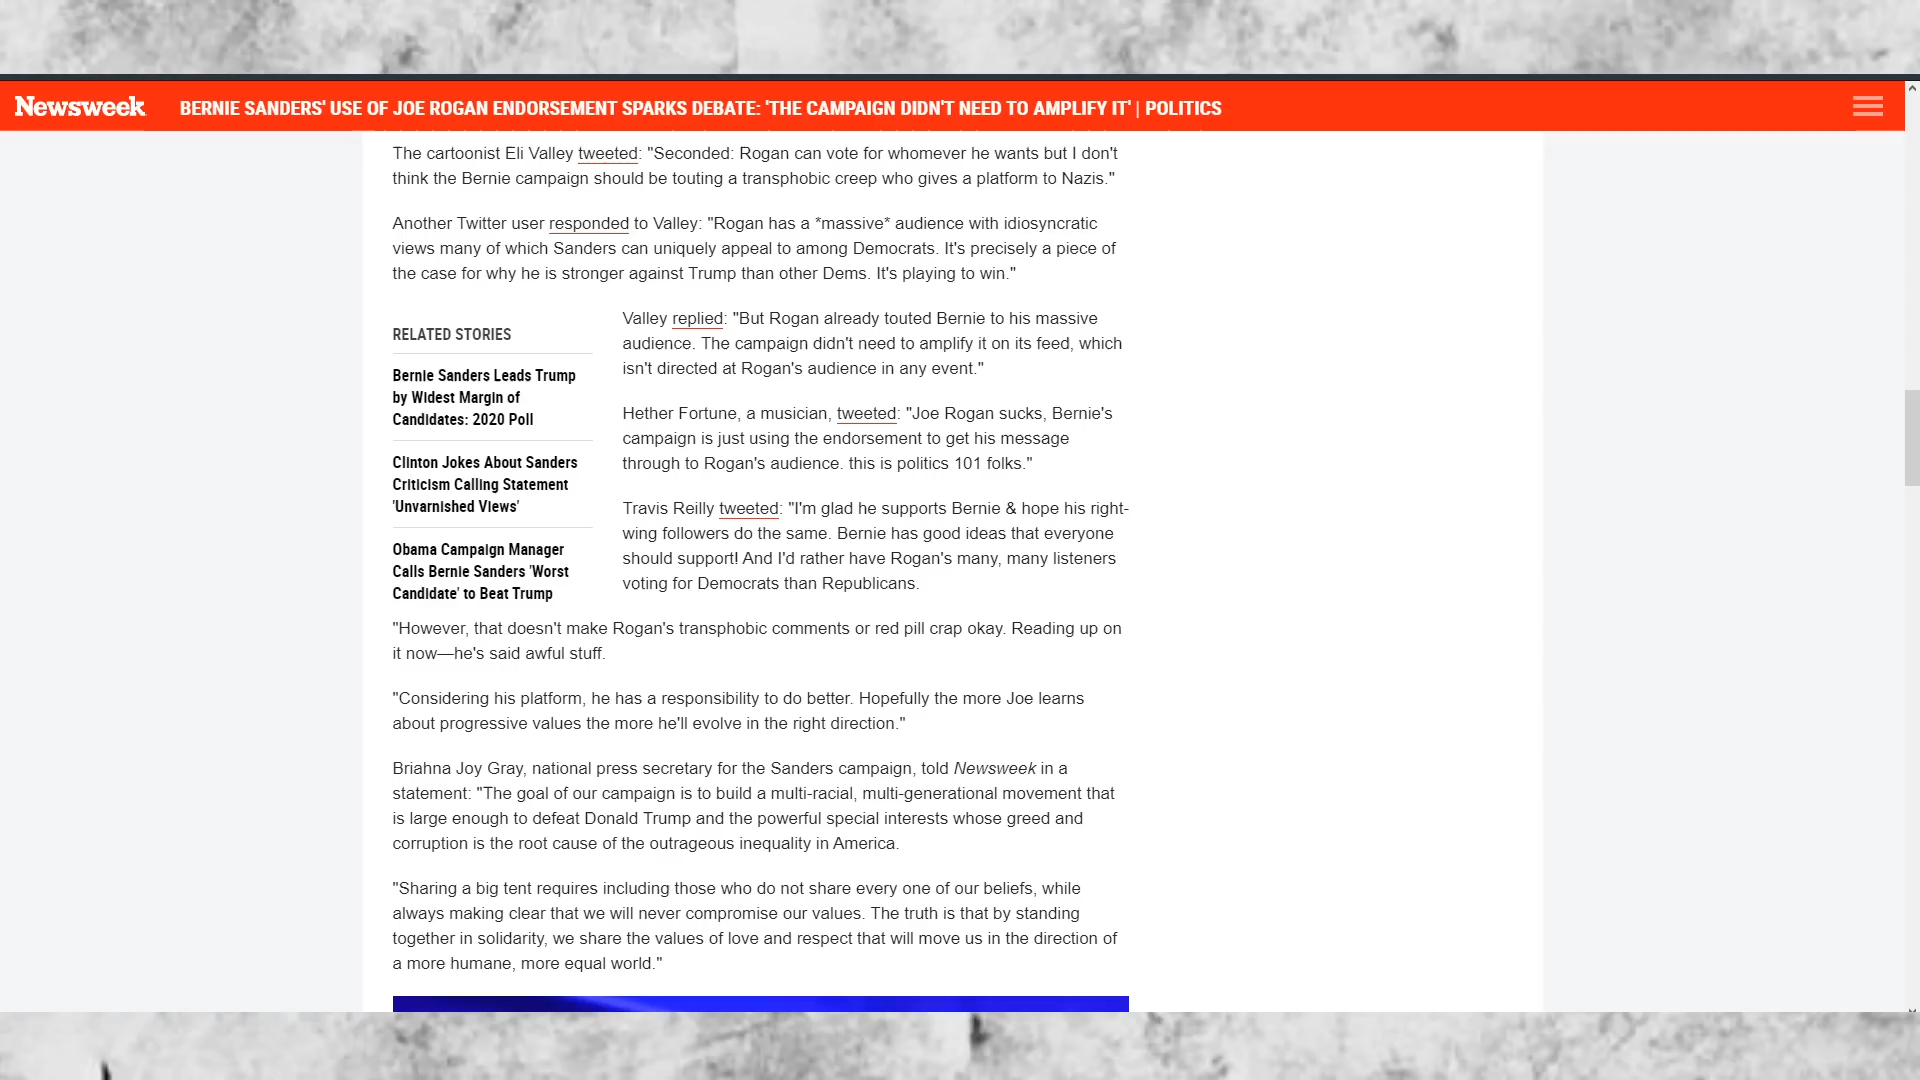 Newsweek
BERNIE SANDERS' USE OF JOE ROGAN ENDORSEMENT SPARKS DEBATE: 'THE CAMPAIGN DIDN'T NEED TO AMPLIFY IT' | POLITICS
The cartoonist Eli Valley tweeted: "Seconded: Rogan can vote for whomever he wants but I don't
think the Bernie campaign should be touting a transphobic creep who gives a platform to Nazis."
Another Twitter user responded to Valley: "Rogan has a *massive* audience with idiosyncratic
views many of which Sanders can uniquely appeal to among Democrats. It's precisely a piece of
the case for why he is stronger against Trump than other Dems. It's playing to win."
RELATED STORIES
Bernie Sanders Leads Trump
by Widest Margin of
Candidates: 2020 Poll
Clinton Jokes About Sanders
Criticism Calling Statement
'Unvarnished Views'
Obama Campaign Manager
Calls Bernie Sanders 'Worst
Candidate' to Beat Trump
Valley replied: "But Rogan already touted Bernie to his massive
audience. The campaign didn't need to amplify it on its feed, which
isn't directed at Rogan's audience in any event."
Hether Fortune, a musician, tweeted: "Joe Rogan sucks, Bernie's
campaign is just using the endorsement to get his message
through to Rogan's audience. this is politics 101 folks."
Travis Reilly tweeted: "I'm glad he supports Bernie & hope his right-
wing followers do the same. Bernie has good ideas that everyone
should support! And I'd rather have Rogan's many, many listeners
voting for Democrats than Republicans.
"However, that doesn't make Rogan's transphobic comments or red pill crap okay. Reading up on
it now—he's said awful stuff.
"Considering his platform, he has a responsibility to do better. Hopefully the more Joe learns
about progressive values the more he'll evolve in the right direction."
Briahna Joy Gray, national press secretary for the Sanders campaign, told Newsweek in a
statement: "The goal of our campaign is to build a multi-racial, multi-generational movement that
is large enough to defeat Donald Trump and the powerful special interests whose greed and
corruption is the root cause of the outrageous inequality in America.
"Sharing a big tent requires including those who do not share every one of our beliefs, while
always making clear that we will never compromise our values. The truth is that by standing
together in solidarity, we share the values of love and respect that will move us in the direction of
a more humane, more equal world."